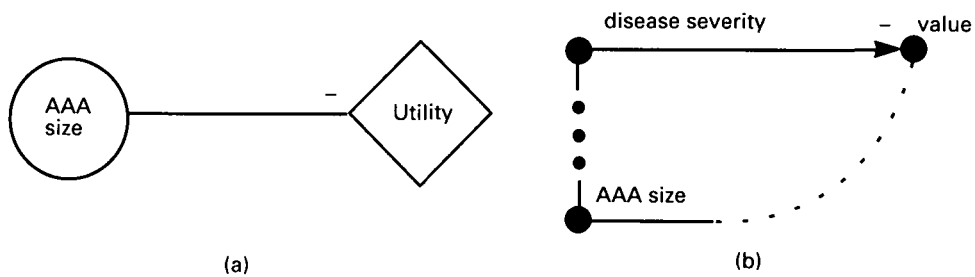 AAA
size
–
Utility
(a)
disease severity
–
value
AAA size
(b)